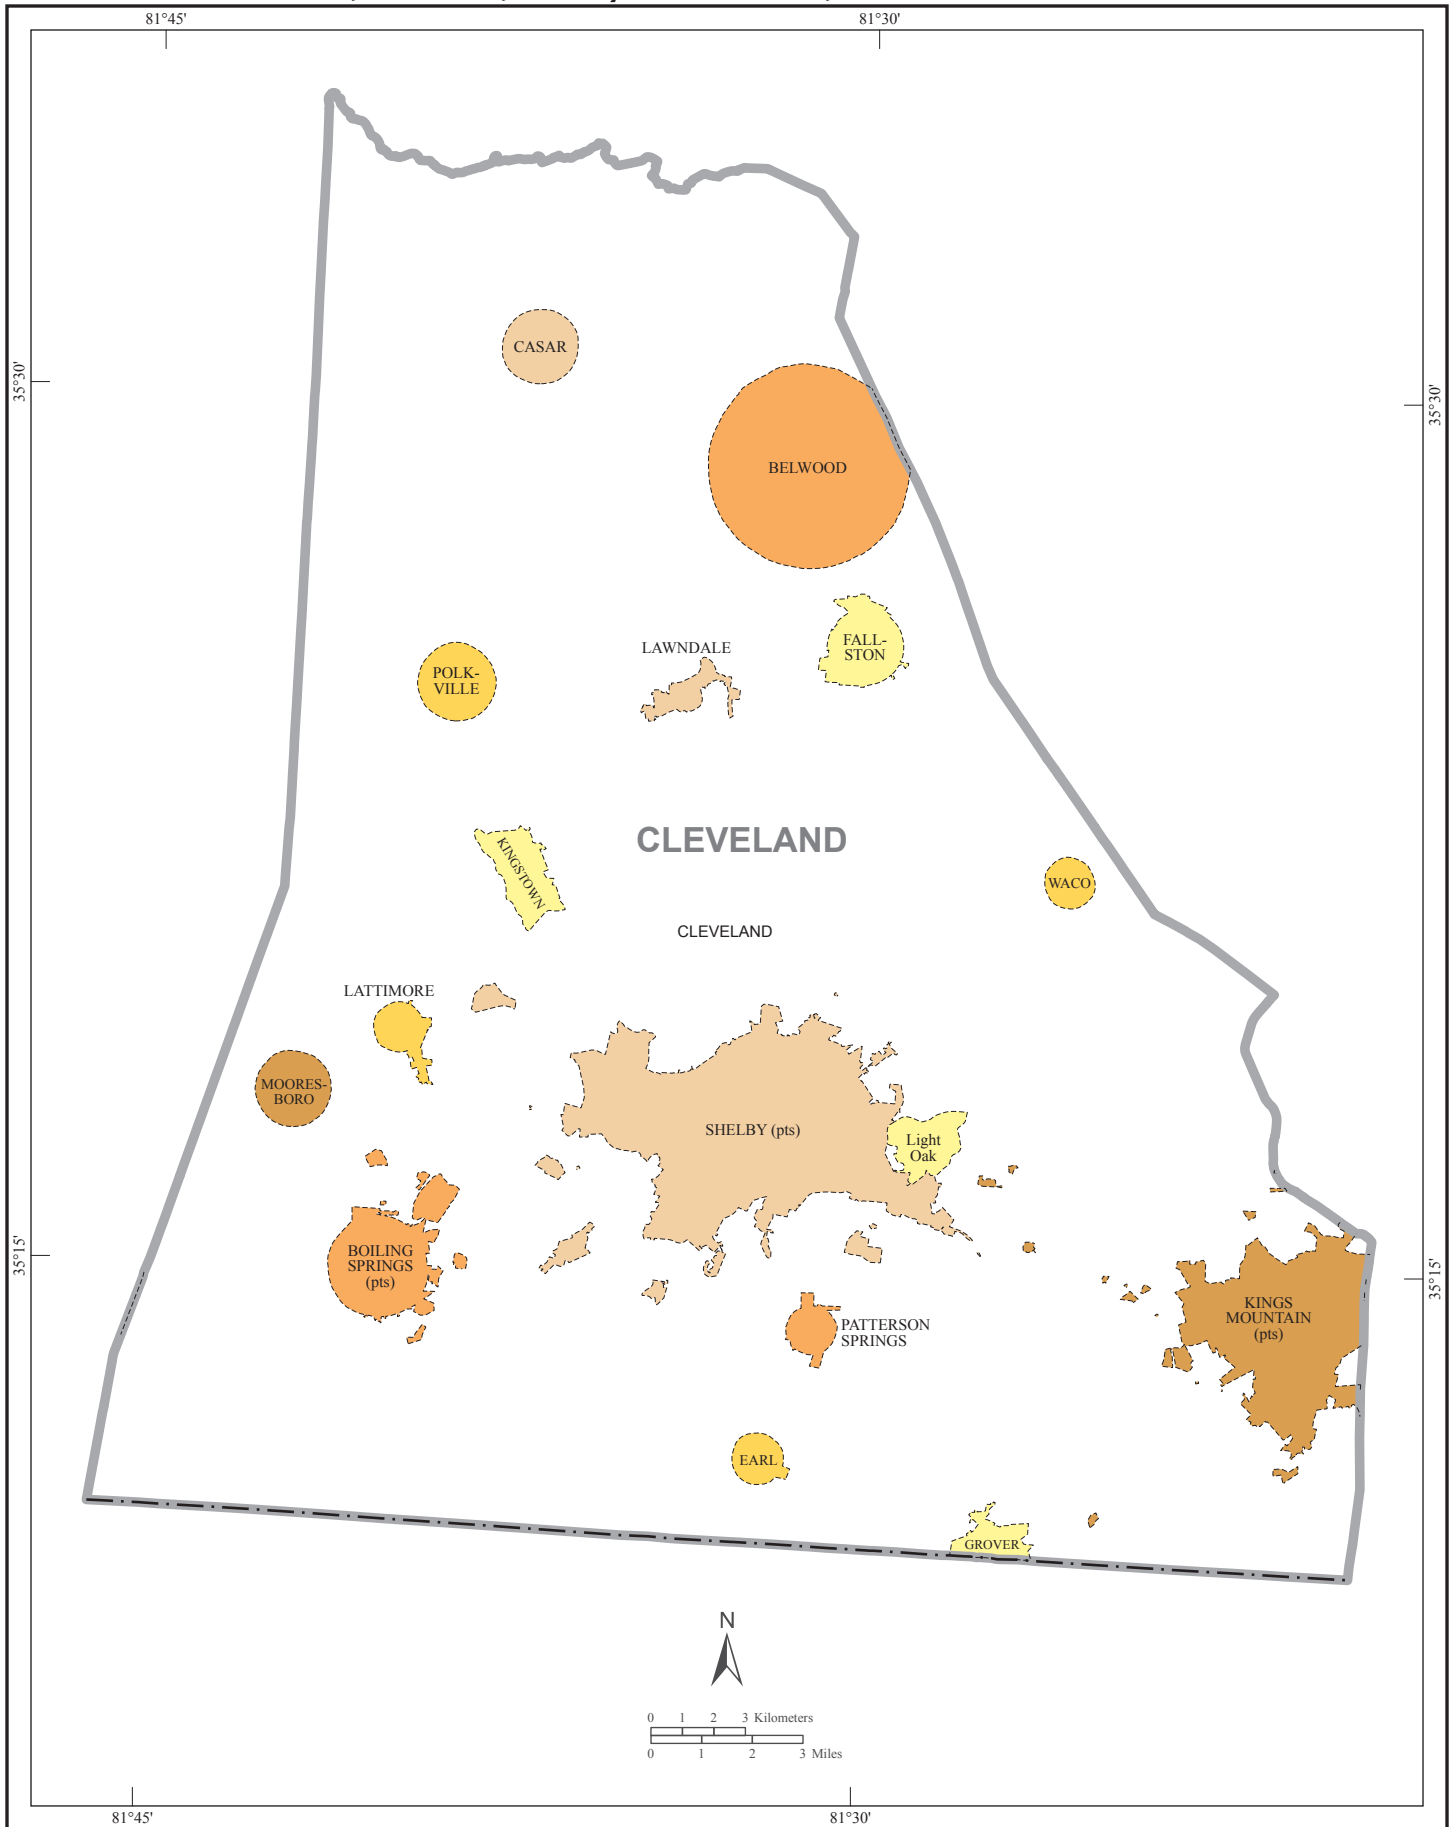 81°45'
81°30'
35°30'
35°30'
CASAR
BELWOOD
LAWNDALE
FALL-
STON
POLK-
VILLE
CLEVELAND
KINGSTOWN
WACO
CLEVELAND
LATTIMORE
MOORES-
BORO
SHELBY (pts)
Light
Oak
35°15'
35°15'
BOILING
SPRINGS
(pts)
KINGS
MOUNTAIN
(pts)
PATTERSON
SPRINGS
EARL
GROVER
N
0 1 2 3 Kilometers
0 1 2 3 Miles
81°45'
81°30'